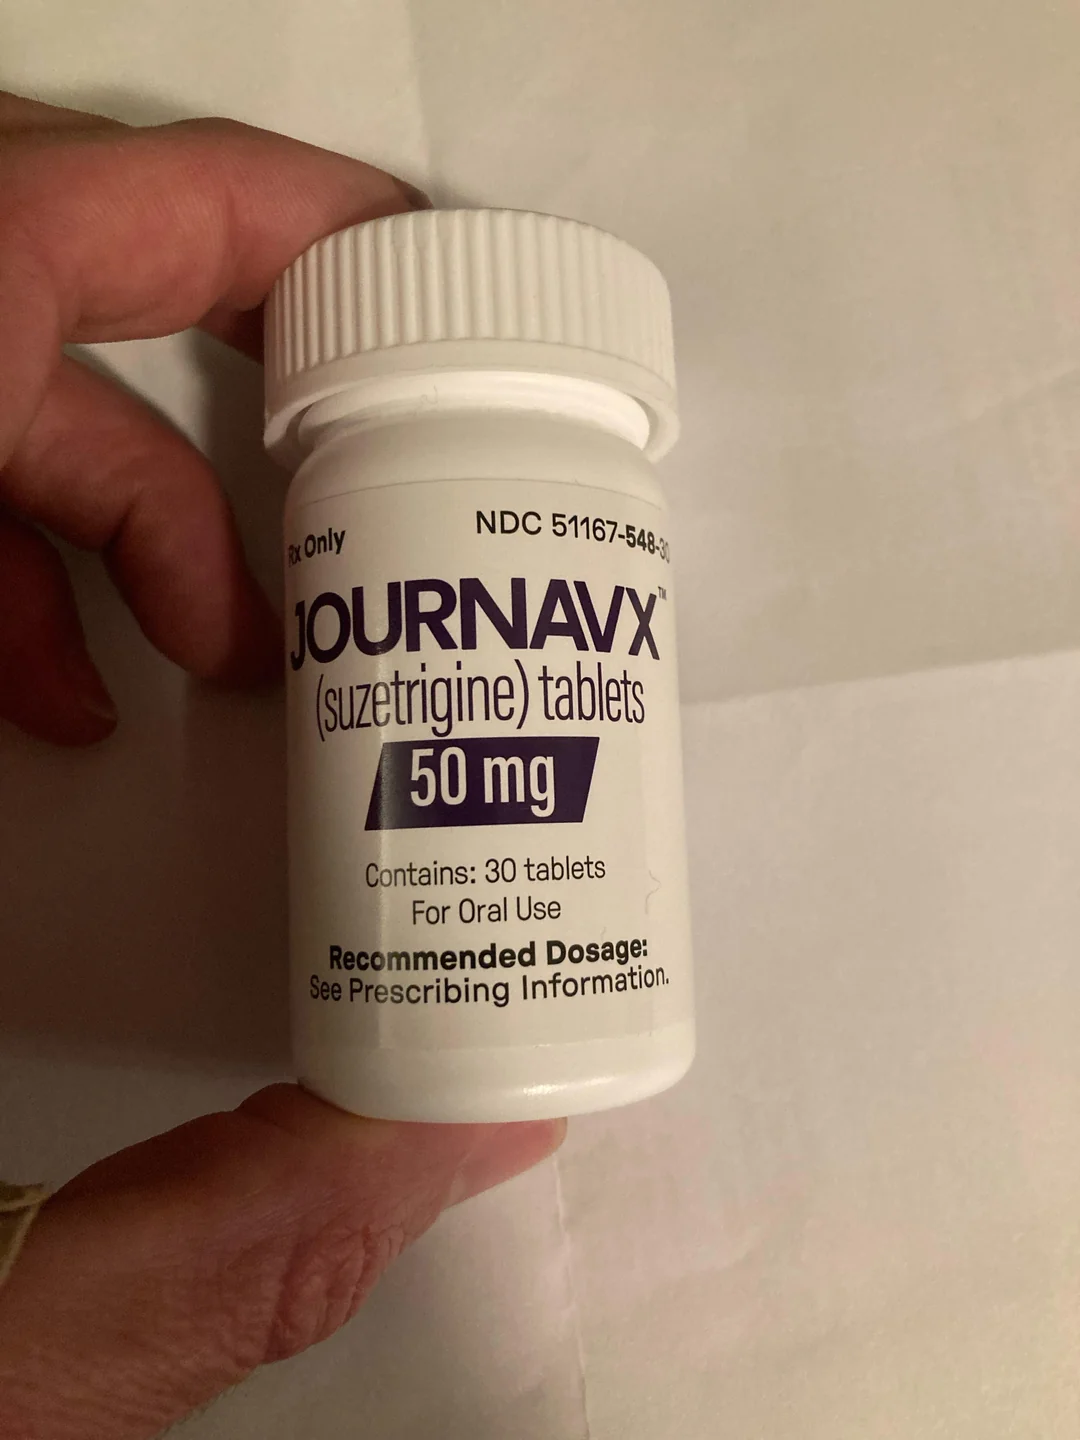 Rx Only
NDC 51167-548-30
JOURNAVX™
(suzetrigine) tablets
50 mg
Contains: 30 tablets
For Oral Use
Recommended Dosage:
See Prescribing Information.